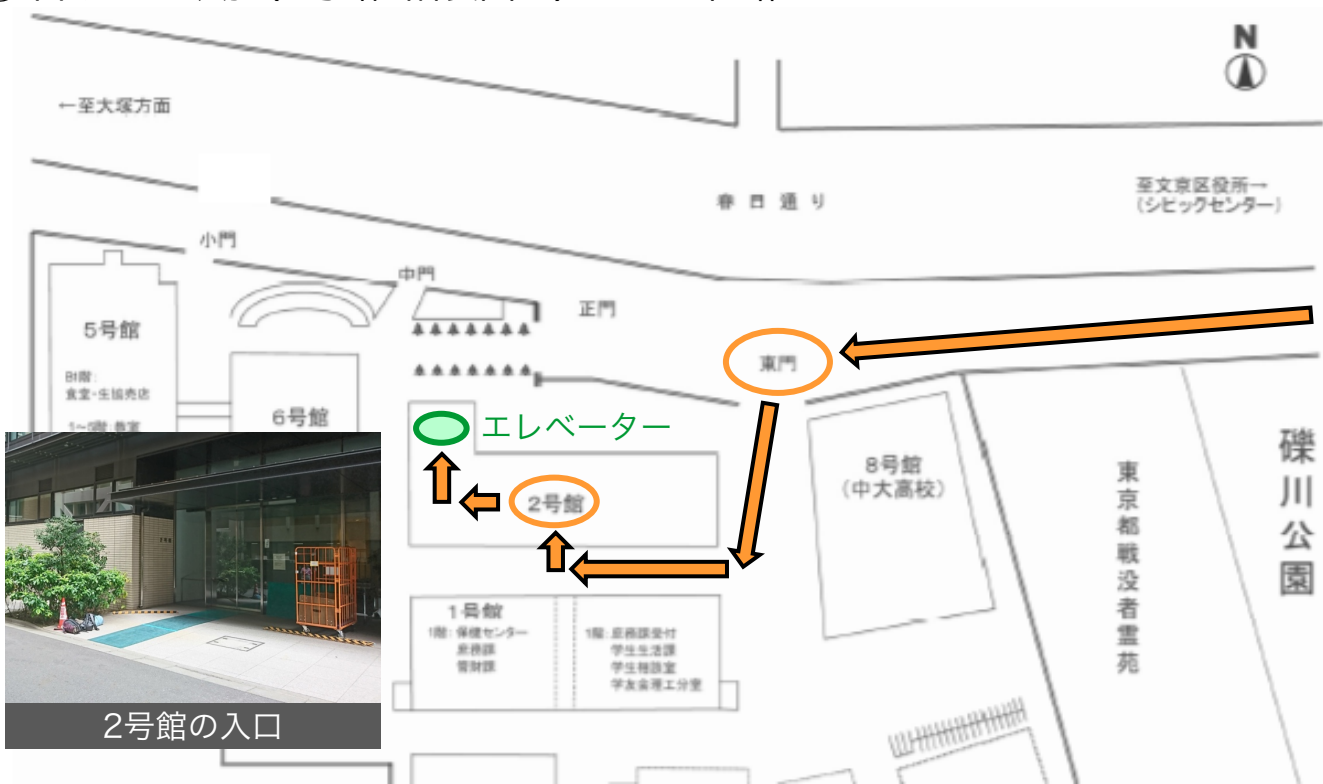 N
←至大塚方面
至文京区役所→
(シビックセンター)
春日通り
小門
中門
正門
東門
5号館
B1階:
食堂・生協売店
1~5階:教室
6号館
エレベーター
2号館
8号館
(中大高校)
東京都戦没者霊苑
礫川公園
1号館
1階:保健センター
庶務課
管財課
1階:庶務課受付
学生生活課
学生相談室
学友会理工分室
2号館の入口